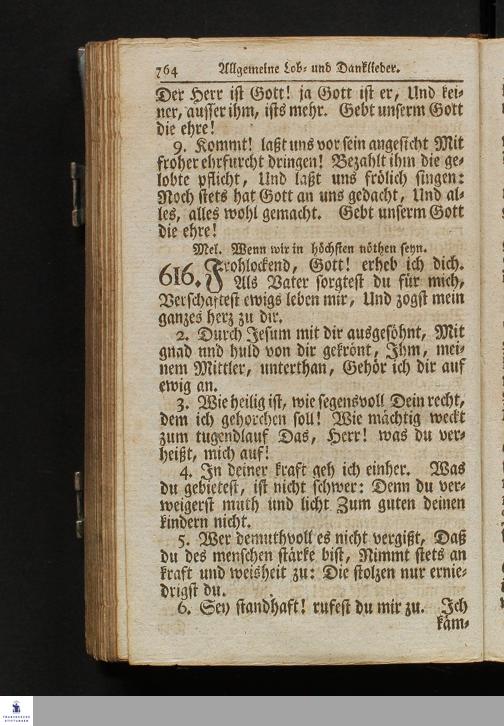 764 Allgemeine Lob- und Danklieder.
Der Herr ist Gott! ja Gott ist er, Und kei-
ner, ausser ihm, ists mehr. Gebt unserm Gott
die ehre!
9. Kommt! laßt uns vor sein angesicht Mit
froher ehrfurcht dringen! Bezahlt ihm die ge-
lobte pflicht, Und laßt uns frölich singen:
Noch stets hat Gott an uns gedacht, Und al-
les, alles wohl gemacht. Gebt unserm Gott
die ehre!
Mel. Wenn wir in höchsten nöthen seyn.
616. Frohlockend, Gott! erheb ich dich.
Als Vater sorgtest du für mich,
Verschaftest ewigs leben mir, Und zogst mein
ganzes herz zu dir.
2. Durch Jesum mit dir ausgesöhnt, Mit
gnad und huld von dir gekrönt, Ihm, mei-
nem Mittler, unterthan, Gehör ich dir auf
ewig an.
3. Wie heilig ist, wie segensvoll Dein recht,
dem ich gehorchen soll! Wie mächtig weckt
zum tugendlauf Das, Herr! was du ver-
heißt, mich auf!
4. In deiner kraft geh ich einher. Was
du gebietest, ist nicht schwer: Denn du ver-
weigerst muth und licht Zum guten deinen
kindern nicht.
5. Wer demuthvoll es nicht vergißt, Daß
du des menschen stärke bist, Nimmt stets an
kraft und weisheit zu: Die stolzen nur ernie-
drigst du.
6. Sey standhaft! rufest du mir zu. Ich
käm-
FRANCKESCHE
STIFTUNGEN